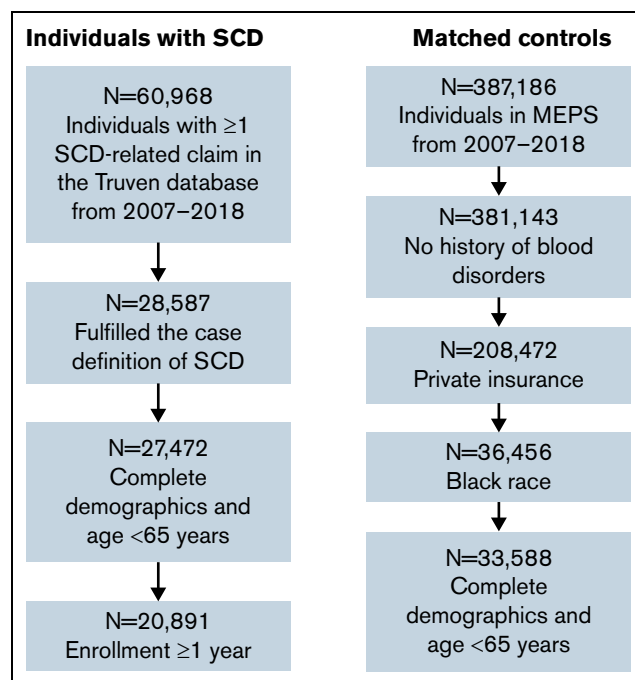 Individuals with SCD
N=60,968
Individuals with ≥1
SCD-related claim in
the Truven database
from 2007–2018
N=28,587
Fulfilled the case
definition of SCD
N=27,472
Complete
demographics and
age <65 years
N=20,891
Enrollment ≥1 year
Matched controls
N=387,186
Individuals in MEPS
from 2007–2018
N=381,143
No history of blood
disorders
N=208,472
Private insurance
N=36,456
Black race
N=33,588
Complete
demographics and
age <65 years